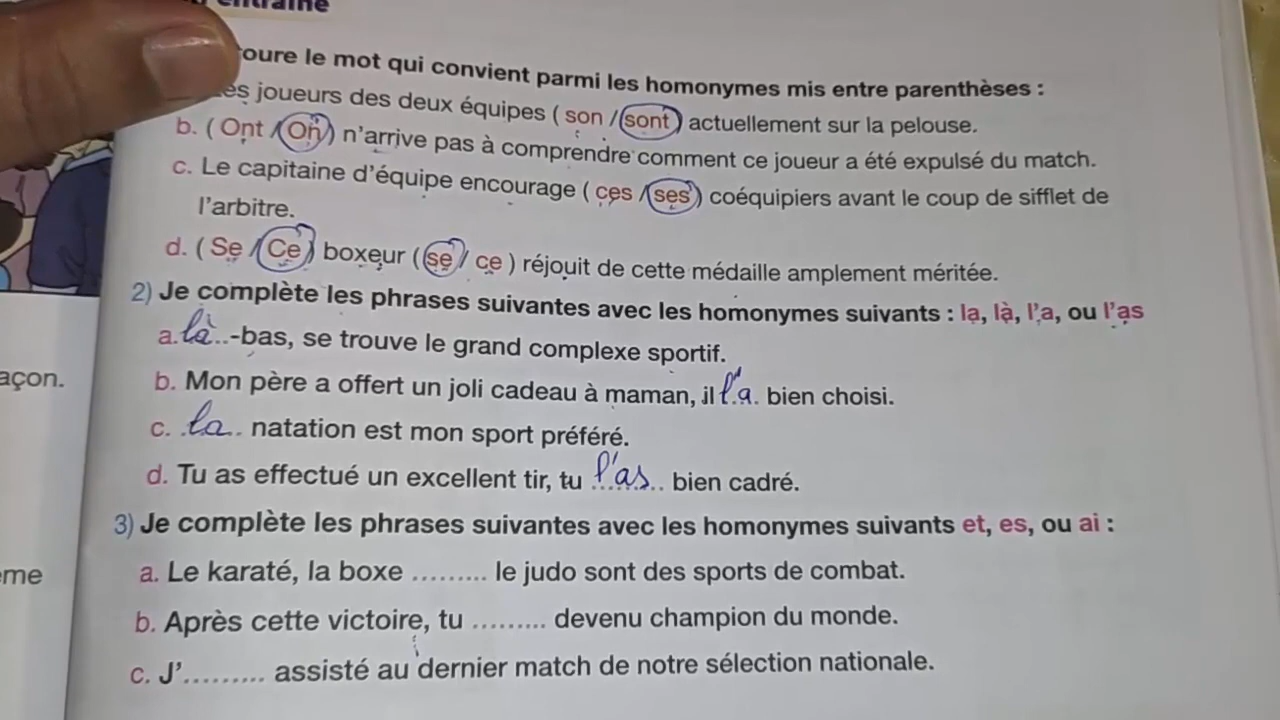 entraîne
le mot qui convient parmi les homonymes mis entre parenthèses :
joueurs des deux équipes ( son / sont ) actuellement sur la pelouse.
b. ( Ont / On ) n'arrive pas à comprendre comment ce joueur a été expulsé du match.
c. Le capitaine d'équipe encourage ( ces / ses ) coéquipiers avant le coup de sifflet de
l'arbitre.
d. ( Se / Ce ) boxeur ( se / ce ) réjouit de cette médaille amplement méritée.
2) Je complète les phrases suivantes avec les homonymes suivants : la, là, l'a, ou l'as
a. là..-bas, se trouve le grand complexe sportif.
b. Mon père a offert un joli cadeau à maman, il l'a. bien choisi.
açon.
c. .la.. natation est mon sport préféré.
d. Tu as effectué un excellent tir, tu l'as.. bien cadré.
3) Je complète les phrases suivantes avec les homonymes suivants et, es, ou ai :
a. Le karaté, la boxe ......... le judo sont des sports de combat.
me
b. Après cette victoire, tu ......... devenu champion du monde.
c. J'......... assisté au dernier match de notre sélection nationale.